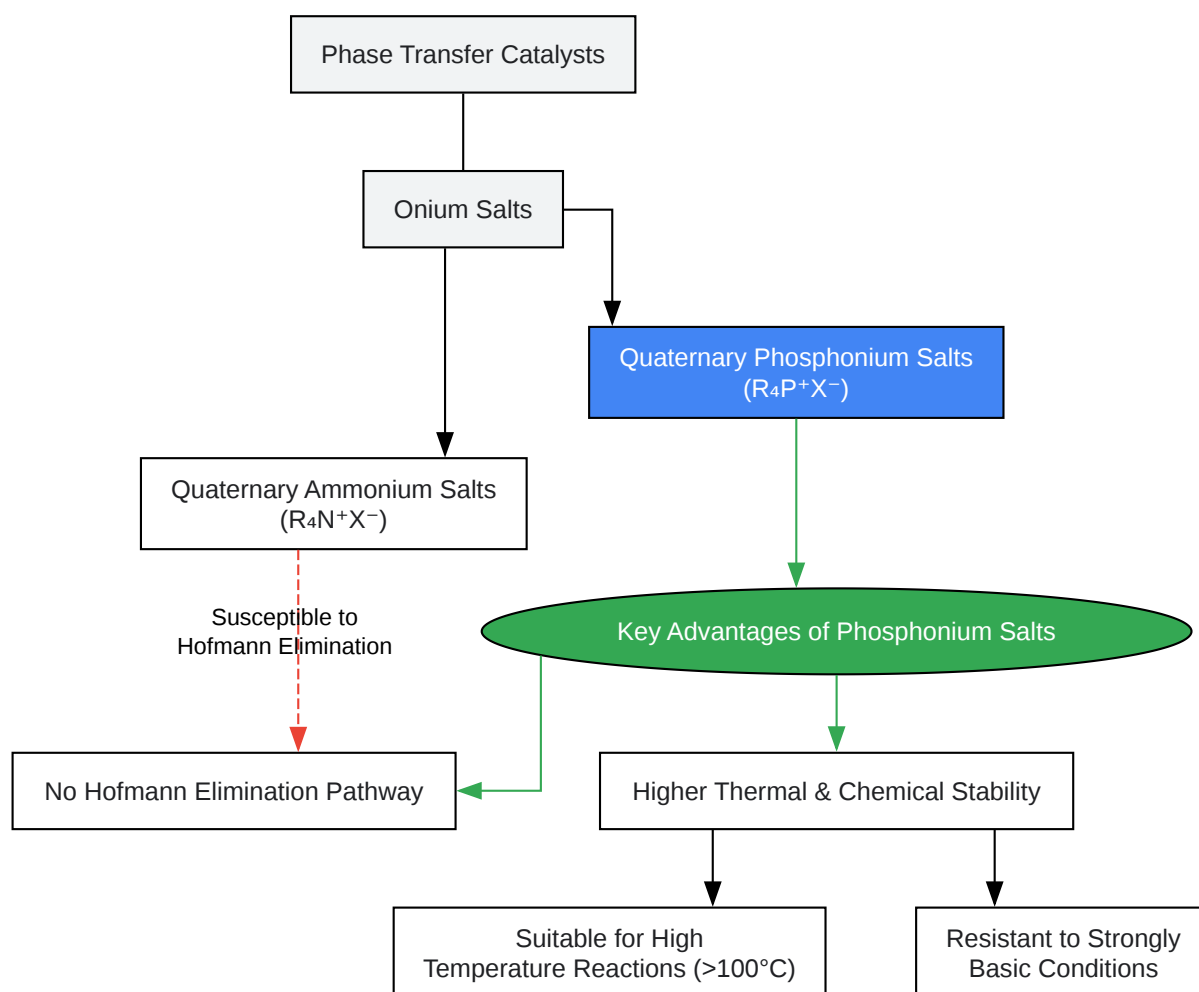 Phase Transfer Catalysts
Onium Salts
Quaternary Phosphonium Salts
(R₄P⁺X⁻)
Quaternary Ammonium Salts
(R₄N⁺X⁻)
Susceptible to
Hofmann Elimination
Key Advantages of Phosphonium Salts
No Hofmann Elimination Pathway
Higher Thermal & Chemical Stability
Suitable for High
Temperature Reactions (>100°C)
Resistant to Strongly
Basic Conditions